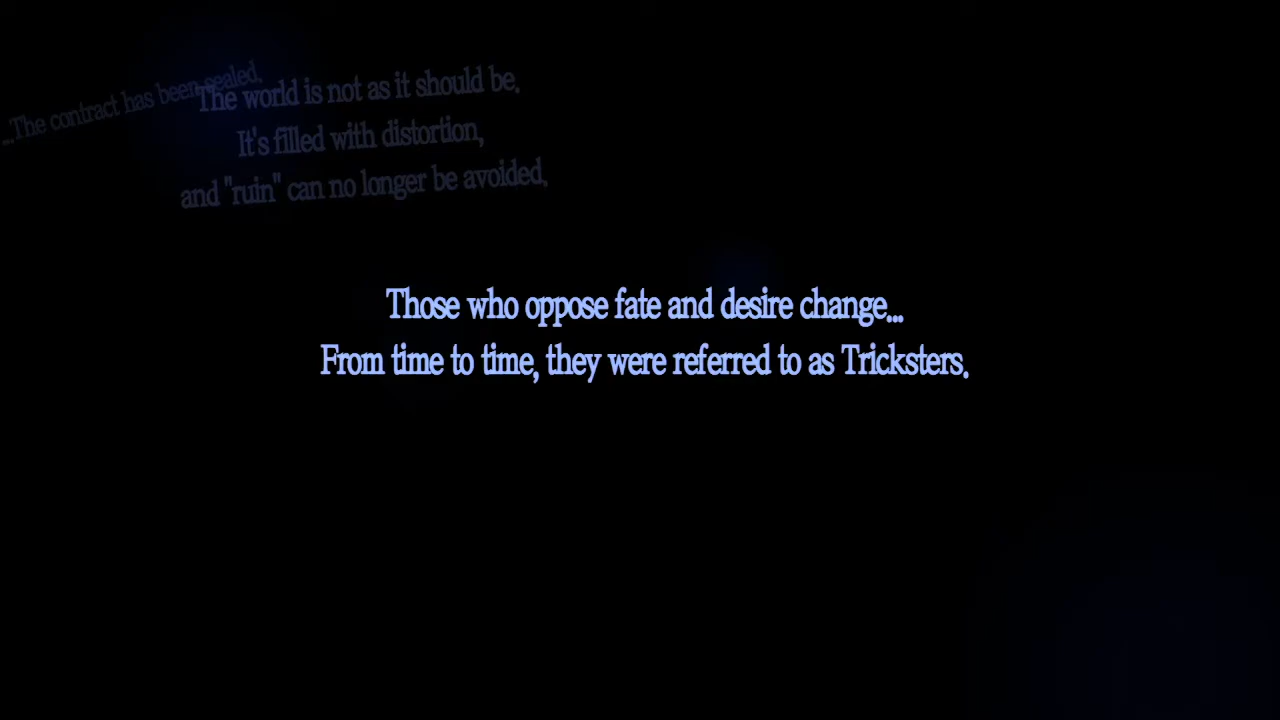 ...The contract has been sealed.
The world is not as it should be.
It's filled with distortion,
and "ruin" can no longer be avoided.
Those who oppose fate and desire change...
From time to time, they were referred to as Tricksters.